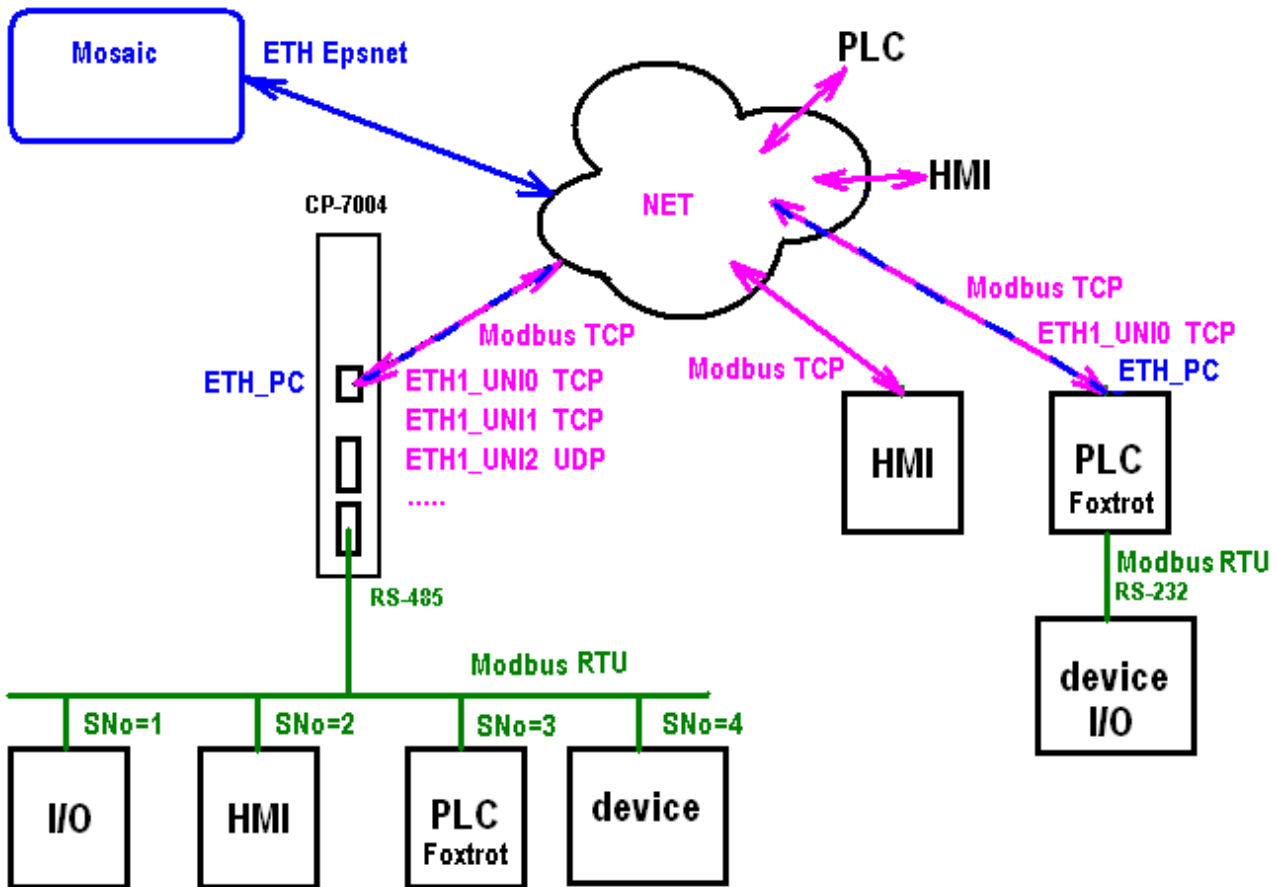 Mosaic
ETH Epsnet
PLC
HMI
NET
CP-7004
Modbus TCP
ETH_PC
ETH1_UNI0 TCP
ETH1_UNI1 TCP
ETH1_UNI2 UDP
.....
Modbus TCP
Modbus TCP
ETH1_UNI0 TCP
ETH_PC
HMI
PLC
Foxtrot
RS-485
Modbus RTU
RS-232
device
I/O
Modbus RTU
SNo=1
SNo=2
SNo=3
SNo=4
I/O
HMI
PLC
Foxtrot
device